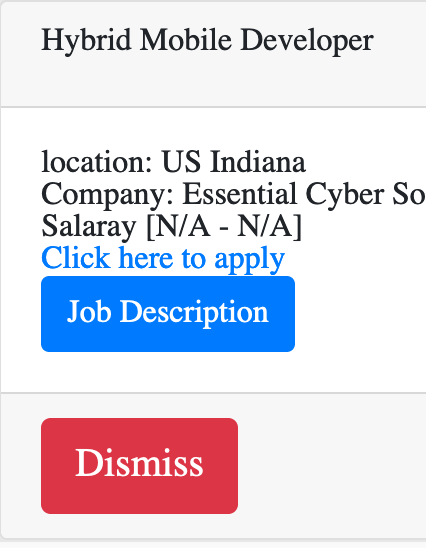 Hybrid Mobile Developer
location: US Indiana
Company: Essential Cyber So
Salaray [N/A - N/A]
Click here to apply
Job Description
Dismiss